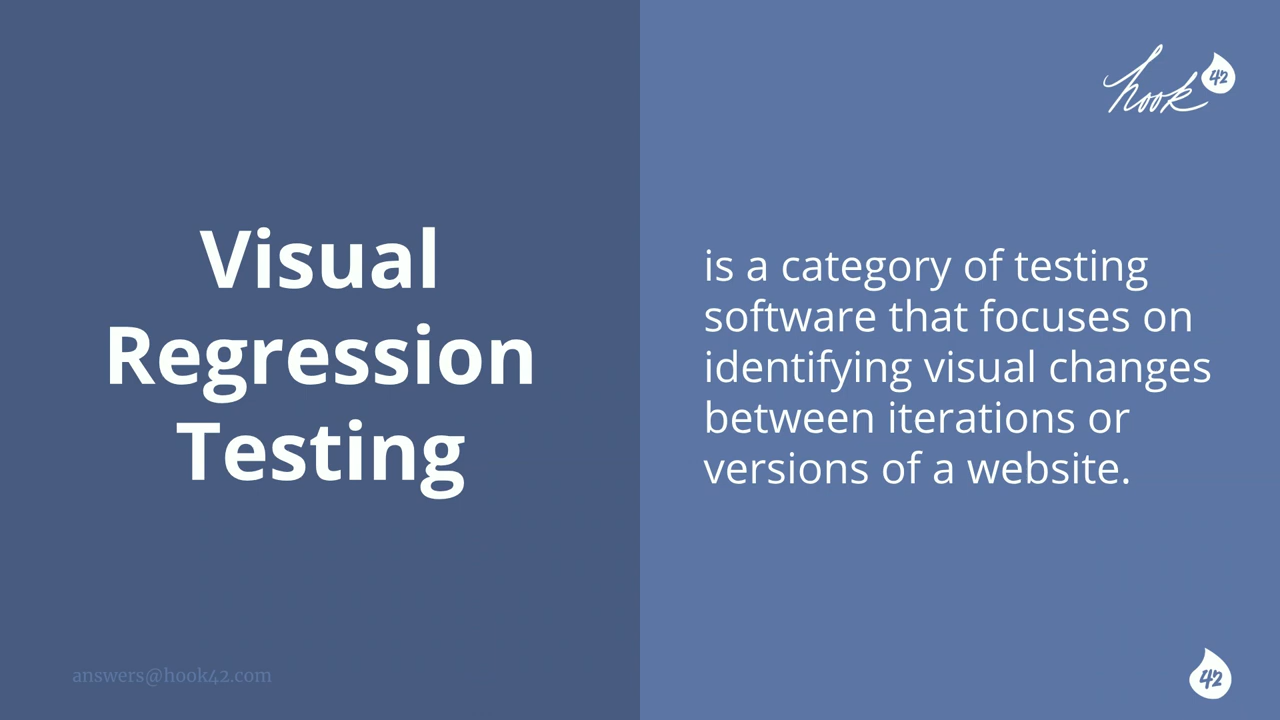 Visual
Regression
Testing
hook 42
is a category of testing
software that focuses on
identifying visual changes
between iterations or
versions of a website.
answers@hook42.com
42